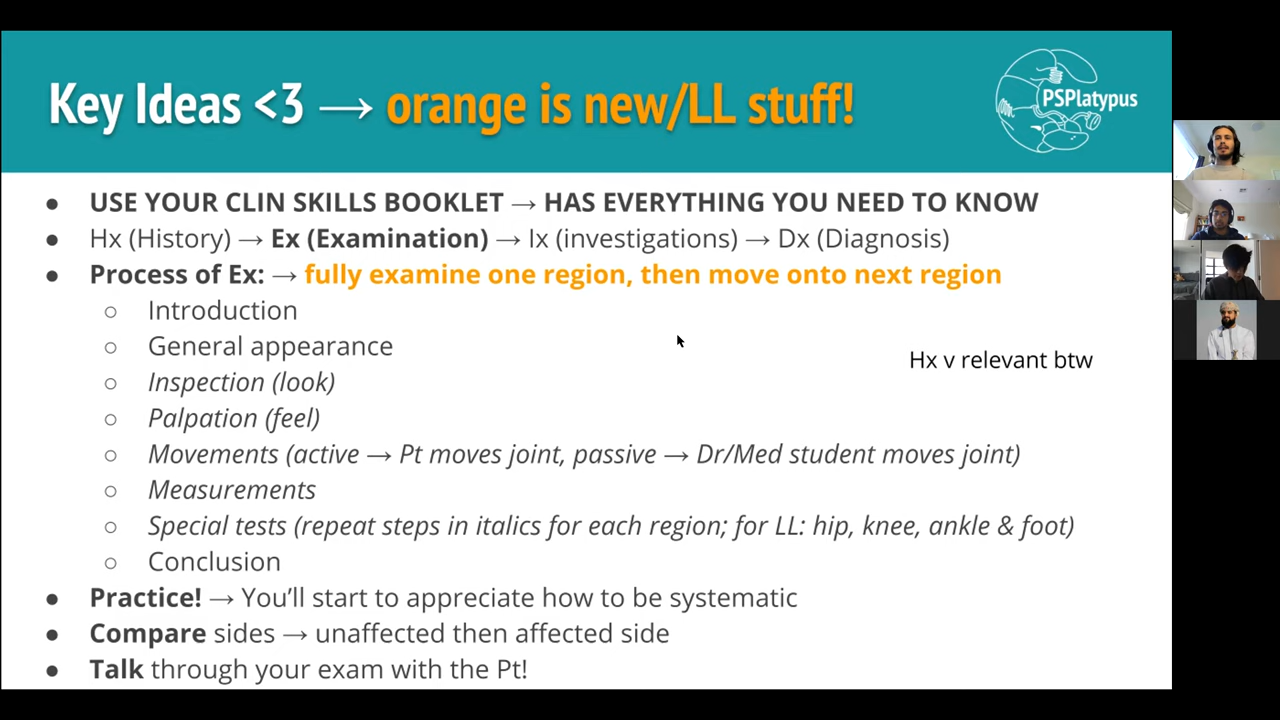 Key Ideas <3 → orange is new/LL stuff!
PSPlatypus
● USE YOUR CLIN SKILLS BOOKLET → HAS EVERYTHING YOU NEED TO KNOW
● Hx (History) → Ex (Examination) → Ix (investigations) → Dx (Diagnosis)
● Process of Ex: → fully examine one region, then move onto next region
○ Introduction
○ General appearance
Hx v relevant btw
○ Inspection (look)
○ Palpation (feel)
○ Movements (active → Pt moves joint, passive → Dr/Med student moves joint)
○ Measurements
○ Special tests (repeat steps in italics for each region; for LL: hip, knee, ankle & foot)
○ Conclusion
● Practice! → You’ll start to appreciate how to be systematic
● Compare sides → unaffected then affected side
● Talk through your exam with the Pt!